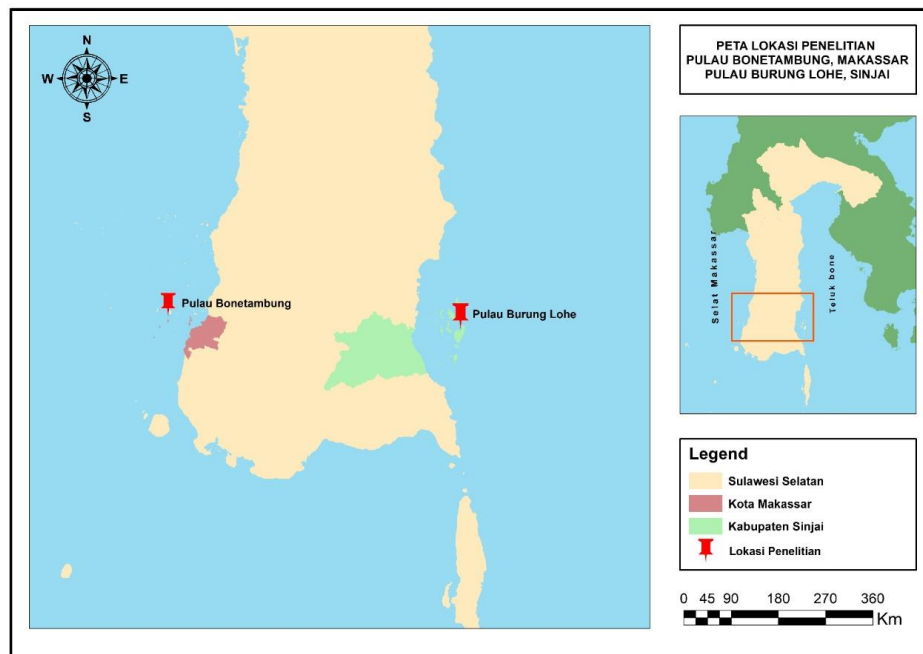 N
W E
S
Pulau Bonetambung
Pulau Burung Lohe
PETA LOKASI PENELITIAN
PULAU BONETAMBUNG, MAKASSAR
PULAU BURUNG LOHE, SINJAI
Selat Makassar
Teluk bone
Legend
Sulawesi Selatan
Kota Makassar
Kabupaten Sinjai
Lokasi Penelitian
0 45 90 180 270 360
Km